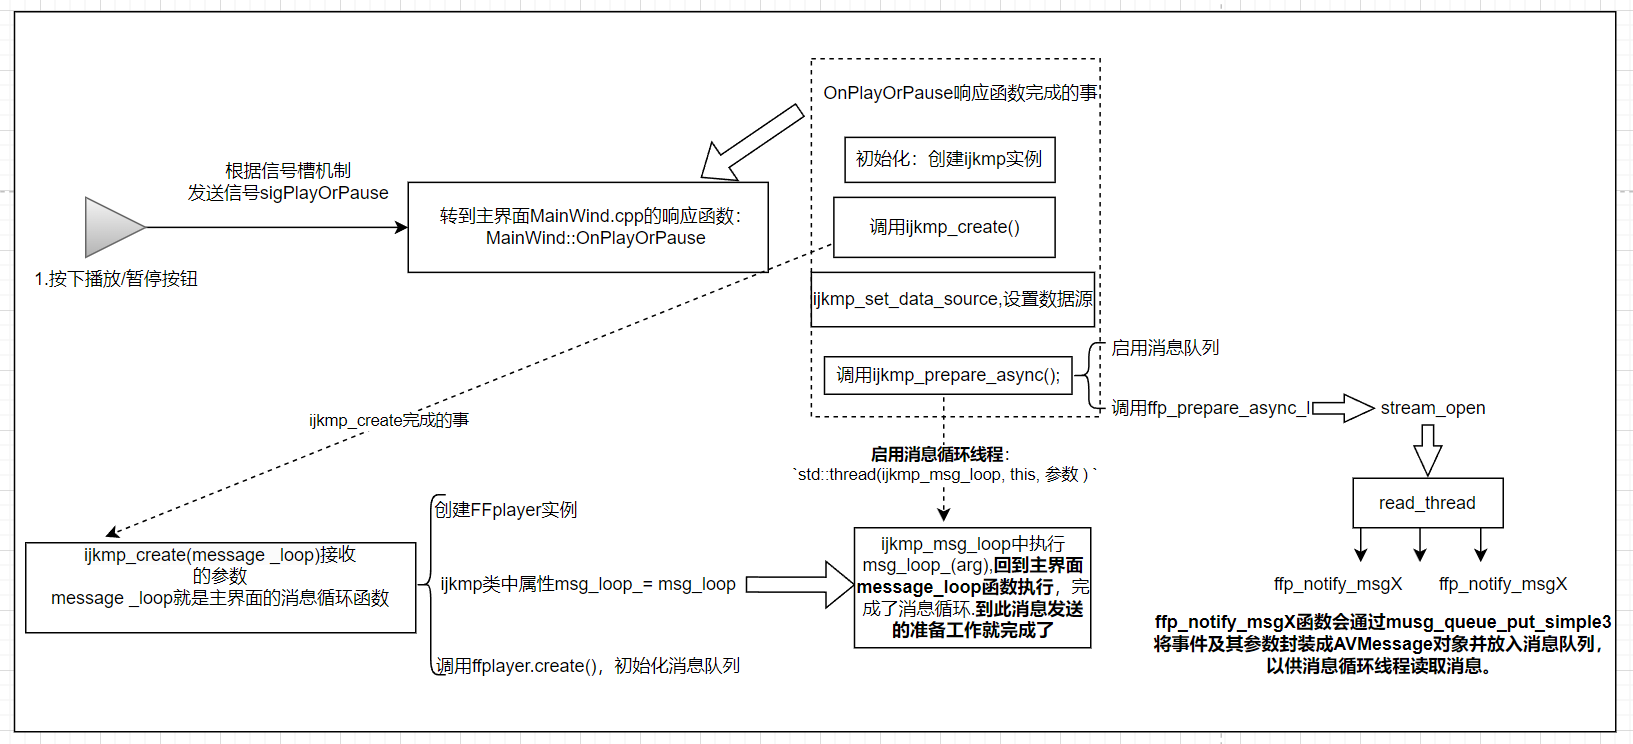 根据信号槽机制
发送信号sigPlayOrPause
1.按下播放/暂停按钮
转到主界面MainWind.cpp的响应函数：
MainWind::OnPlayOrPause
OnPlayOrPause响应函数完成的事
初始化：创建ijkmp实例
调用ijkmp_create()
ijkmp_set_data_source,设置数据源
调用ijkmp_prepare_async();
启用消息队列
调用ffp_prepare_async_l
stream_open
read_thread
ffp_notify_msgX
ffp_notify_msgX
ffp_notify_msgX函数会通过musg_queue_put_simple3
将事件及其参数封装成AVMessage对象并放入消息队列，
以供消息循环线程读取消息。
ijkmp_create完成的事
启用消息循环线程：
`std::thread(ijkmp_msg_loop, this, 参数 ) `
ijkmp_create(message _loop)接收
的参数
message _loop就是主界面的消息循环函数
创建FFplayer实例
ijkmp类中属性msg_loop_= msg_loop
调用ffplayer.create()，初始化消息队列
ijkmp_msg_loop中执行
msg_loop_(arg),回到主界面
message_loop函数执行，完
成了消息循环.到此消息发送
的准备工作就完成了